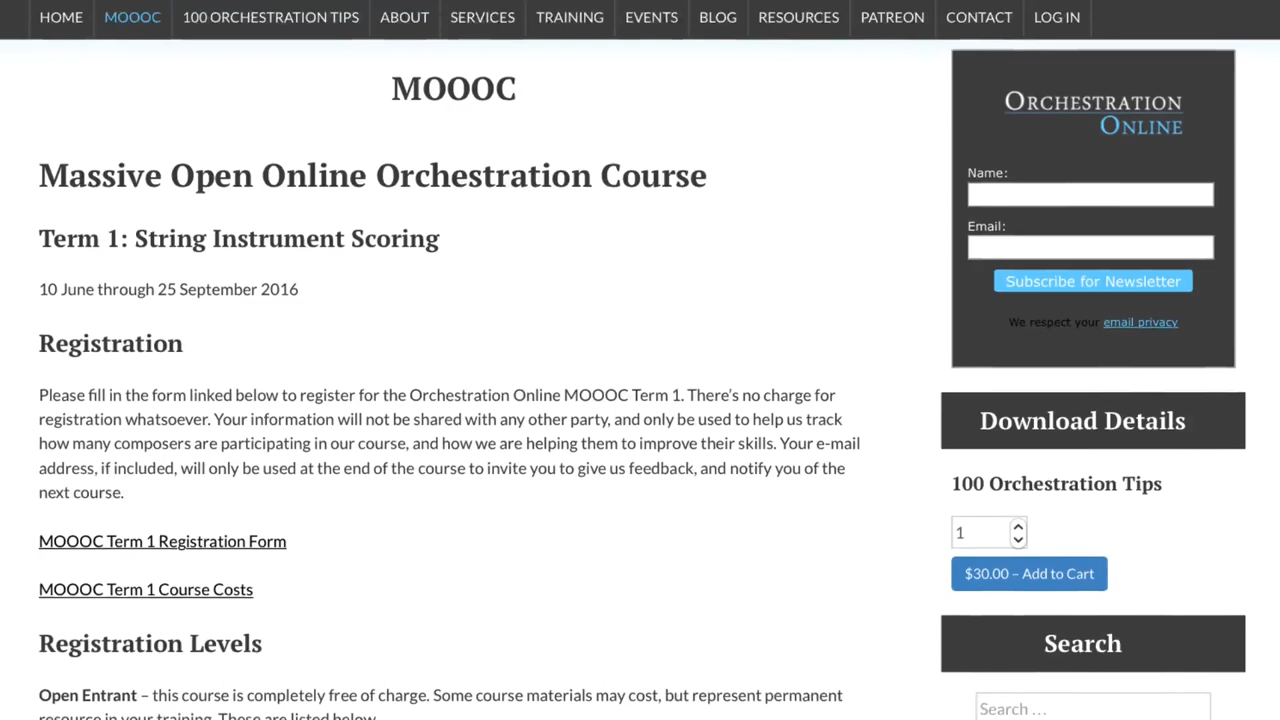 HOME MOOOC 100 ORCHESTRATION TIPS ABOUT SERVICES TRAINING EVENTS BLOG RESOURCES PATREON CONTACT LOG IN
MOOOC
Massive Open Online Orchestration Course
Term 1: String Instrument Scoring
10 June through 25 September 2016
Registration
Please fill in the form linked below to register for the Orchestration Online MOOOC Term 1. There's no charge for
registration whatsoever. Your information will not be shared with any other party, and only be used to help us track
how many composers are participating in our course, and how we are helping them to improve their skills. Your e-mail
address, if included, will only be used at the end of the course to invite you to give us feedback, and notify you of the
next course.
MOOOC Term 1 Registration Form
MOOOC Term 1 Course Costs
Registration Levels
Open Entrant – this course is completely free of charge. Some course materials may cost, but represent permanent
resource in your training. These are listed below.
ORCHESTRATION
ONLINE
Name:
Email:
Subscribe for Newsletter
We respect your email privacy
Download Details
100 Orchestration Tips
1
$30.00 – Add to Cart
Search
Search …